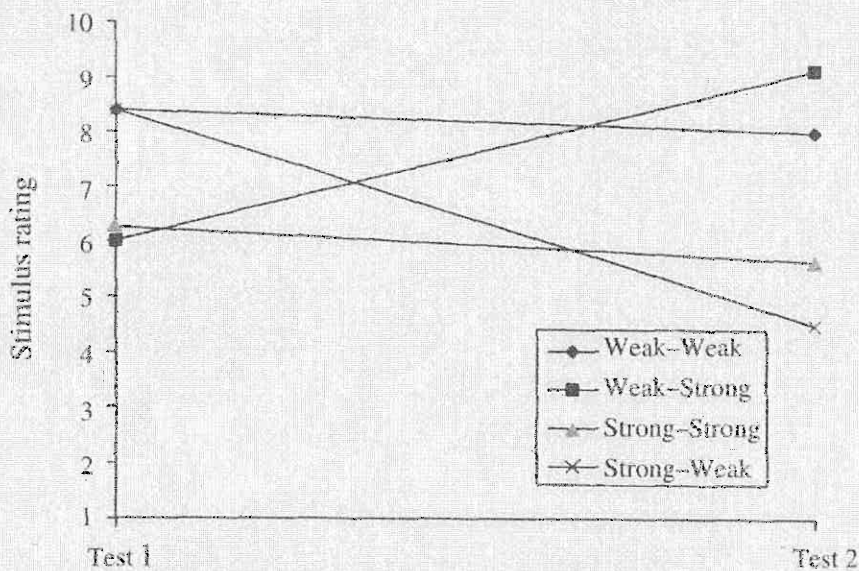 10
9
8
7
6
5
4
3
2
1
Stimulus rating
Weak–Weak
Weak–Strong
Strong–Strong
Strong–Weak
Test 1
Test 2